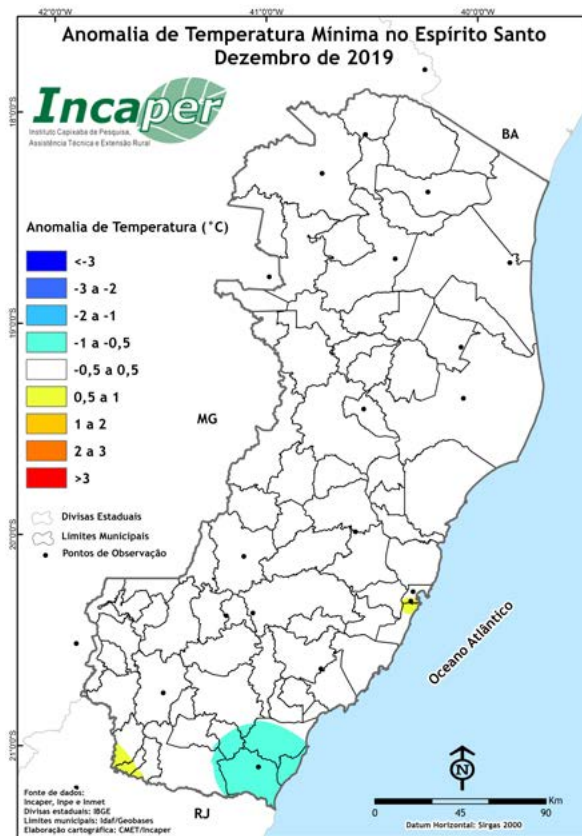 42°0'0"O 41°0'0"O 40°0'0"O
Anomalia de Temperatura Mínima no Espírito Santo
Dezembro de 2019
Incaper
Instituto Capixaba de Pesquisa,
Assistência Técnica e Extensão Rural
18°0'0"S
BA
Anomalia de Temperatura (°C)
<-3
-3 a -2
-2 a -1
-1 a -0,5
-0,5 a 0,5
0,5 a 1
1 a 2
2 a 3
>3
19°0'0"S
MG
Divisas Estaduais
Limites Municipais
Pontos de Observação
20°0'0"S
Oceano Atlântico
21°0'0"S
Fonte de dados:
Incaper, Inpe e Inmet
Divisas estaduais: IBGE
Limites municipais: Idaf/Geobases
Elaboração cartográfica: CMET/Incaper
RJ
N
Km
0 45 90
Datum Horizontal: Sirgas 2000